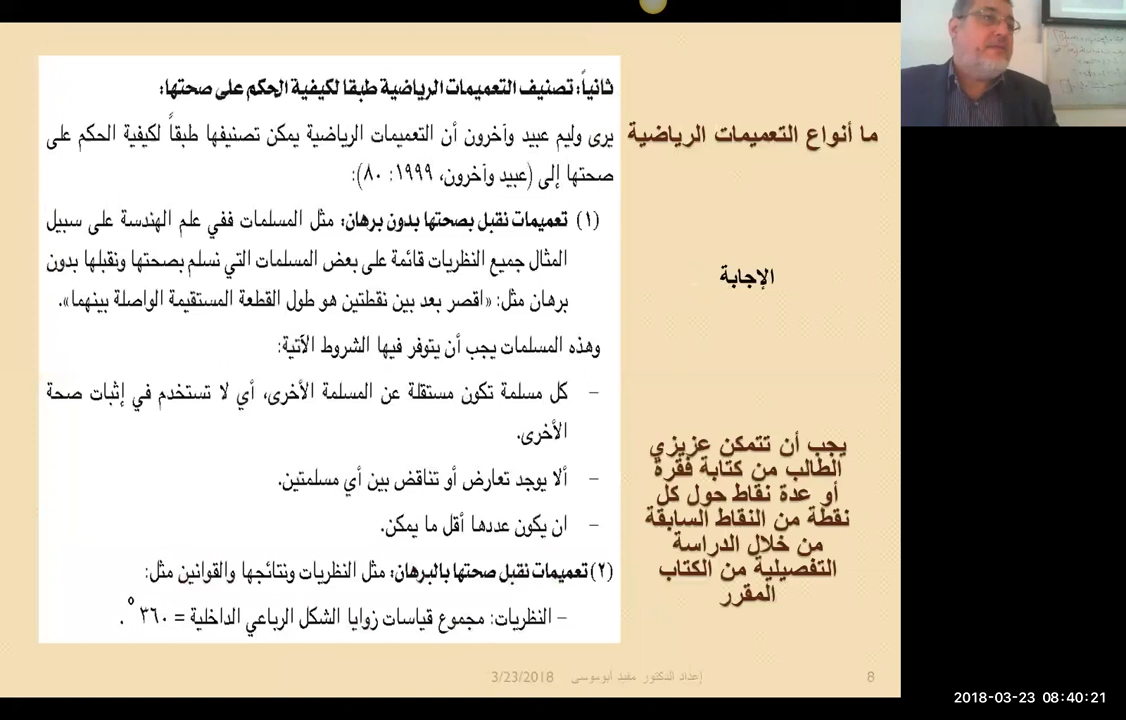 ثانياً: تصنيف التعميمات الرياضية طبقا لكيفية الحكم على صحتها:
يرى وليم عبيد وآخرون أن التعميمات الرياضية يمكن تصنيفها طبقاً لكيفية الحكم على
صحتها إلى (عبيد وآخرون، ١٩٩٩: ٨٠):
(١) تعميمات نقبل بصحتها بدون برهان: مثل المسلمات ففي علم الهندسة على سبيل
المثال جميع النظريات قائمة على بعض المسلمات التي نسلم بصحتها ونقبلها بدون
برهان مثل: «اقصر بعد بين نقطتين هو طول القطعة المستقيمة الواصلة بينهما».
وهذه المسلمات يجب أن يتوفر فيها الشروط الآتية:
– كل مسلمة تكون مستقلة عن المسلمة الأخرى، أي لا تستخدم في إثبات صحة
الأخرى.
– ألا يوجد تعارض أو تناقض بين أي مسلمتين.
– ان يكون عددها أقل ما يمكن.
(٢) تعميمات نقبل صحتها بالبرهان: مثل النظريات ونتائجها والقوانين مثل:
– النظريات: مجموع قياسات زوايا الشكل الرباعي الداخلية = ٣٦٠°.
ما أنواع التعميمات الرياضية
الإجابة
يجب أن تتمكن عزيزي
الطالب من كتابة فقرة
أو عدة نقاط حول كل
نقطة من النقاط السابقة
من خلال الدراسة
التفصيلية من الكتاب
المقرر
3/23/2018 إعداد الدكتور مفيد أبوموسى
8
2018-03-23 08:40:21